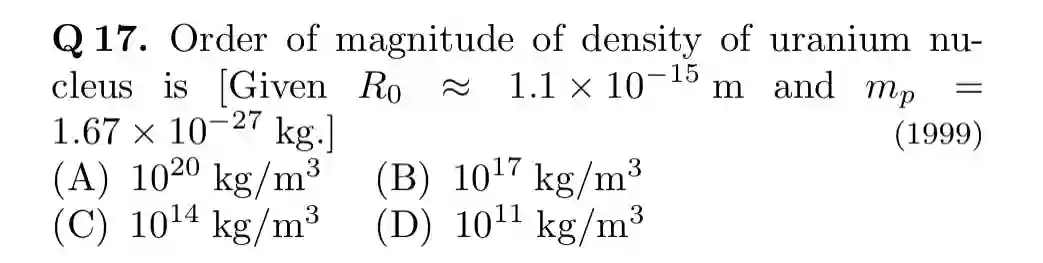 Q 17. Order of magnitude of density of uranium nu-
cleus is [Given R₀ ≈ 1.1 × 10⁻¹⁵ m and mₚ =
1.67 × 10⁻²⁷ kg.] (1999)
(A) 10²⁰ kg/m³ (B) 10¹⁷ kg/m³
(C) 10¹⁴ kg/m³ (D) 10¹¹ kg/m³